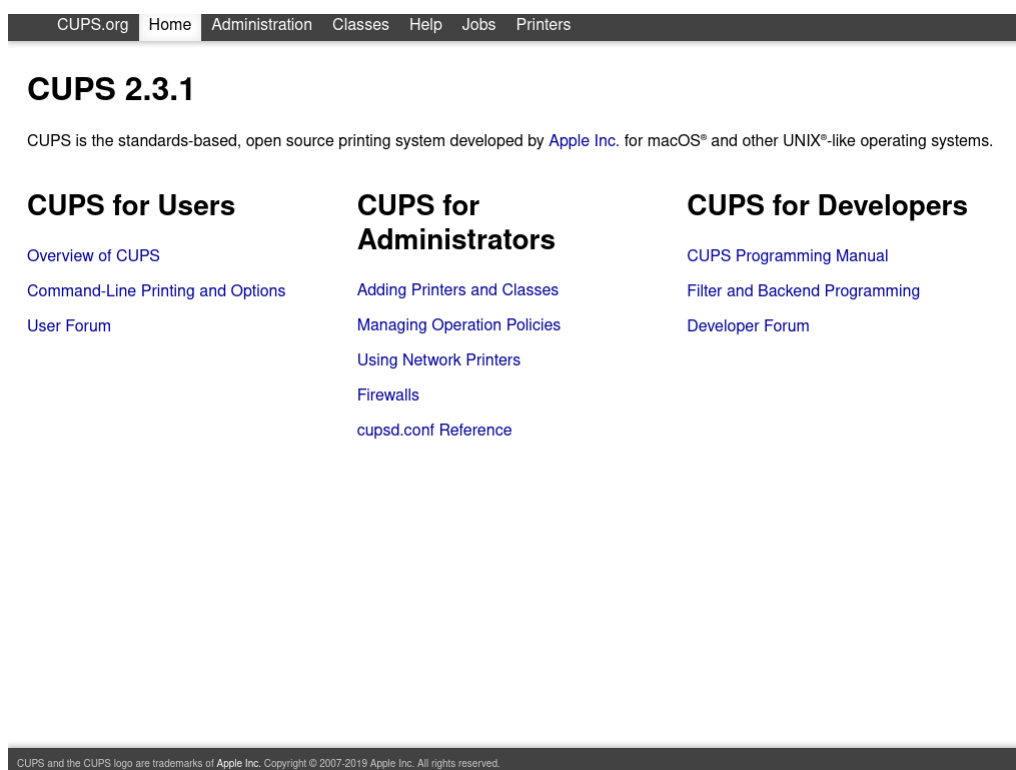 CUPS.org Home Administration Classes Help Jobs Printers
CUPS 2.3.1
CUPS is the standards-based, open source printing system developed by Apple Inc. for macOS® and other UNIX®-like operating systems.
CUPS for Users
Overview of CUPS
Command-Line Printing and Options
User Forum
CUPS for
Administrators
Adding Printers and Classes
Managing Operation Policies
Using Network Printers
Firewalls
cupsd.conf Reference
CUPS for Developers
CUPS Programming Manual
Filter and Backend Programming
Developer Forum
CUPS and the CUPS logo are trademarks of Apple Inc. Copyright © 2007-2019 Apple Inc. All rights reserved.